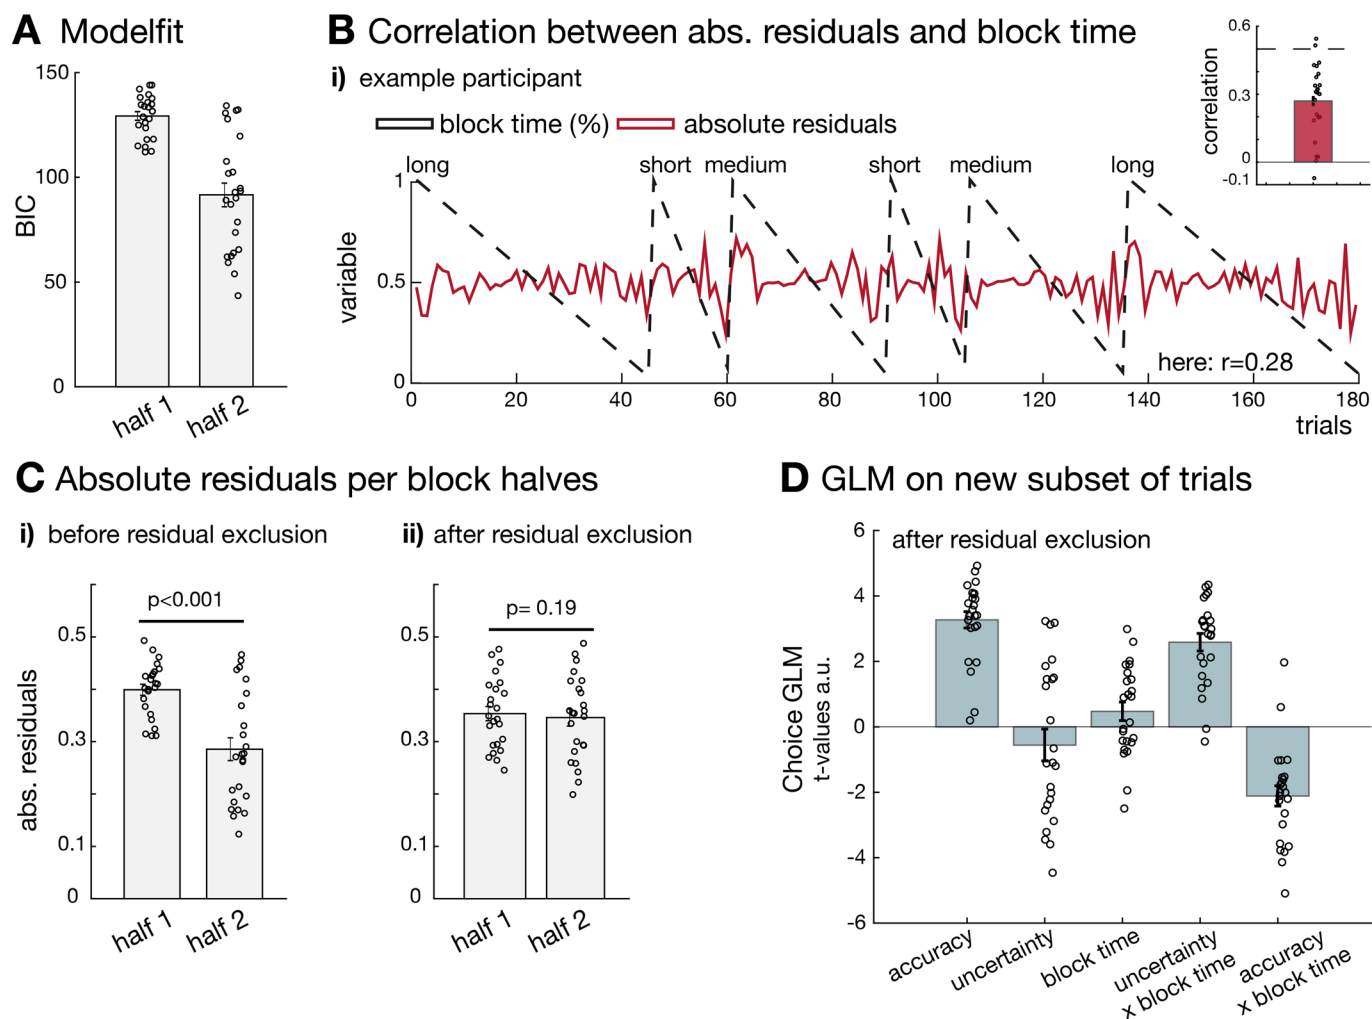 A Modelfit
150
100
50
0
BIC
half 1
half 2
B Correlation between abs. residuals and block time
i) example participant
block time (%)
absolute residuals
long
short
medium
short
medium
long
1
0.5
0
variable
0
20
40
60
80
100
120
140
160
180
trials
here: r=0.28
0.6
0.3
0
-0.1
correlation
C Absolute residuals per block halves
i) before residual exclusion
p<0.001
0.5
0.3
0.1
0
abs. residuals
half 1
half 2
ii) after residual exclusion
p= 0.19
0.5
0.3
0.1
0
half 1
half 2
D GLM on new subset of trials
after residual exclusion
6
4
2
0
-2
-4
-6
Choice GLM
t-values a.u.
accuracy
uncertainty
block time
uncertainty
x block time
accuracy
x block time